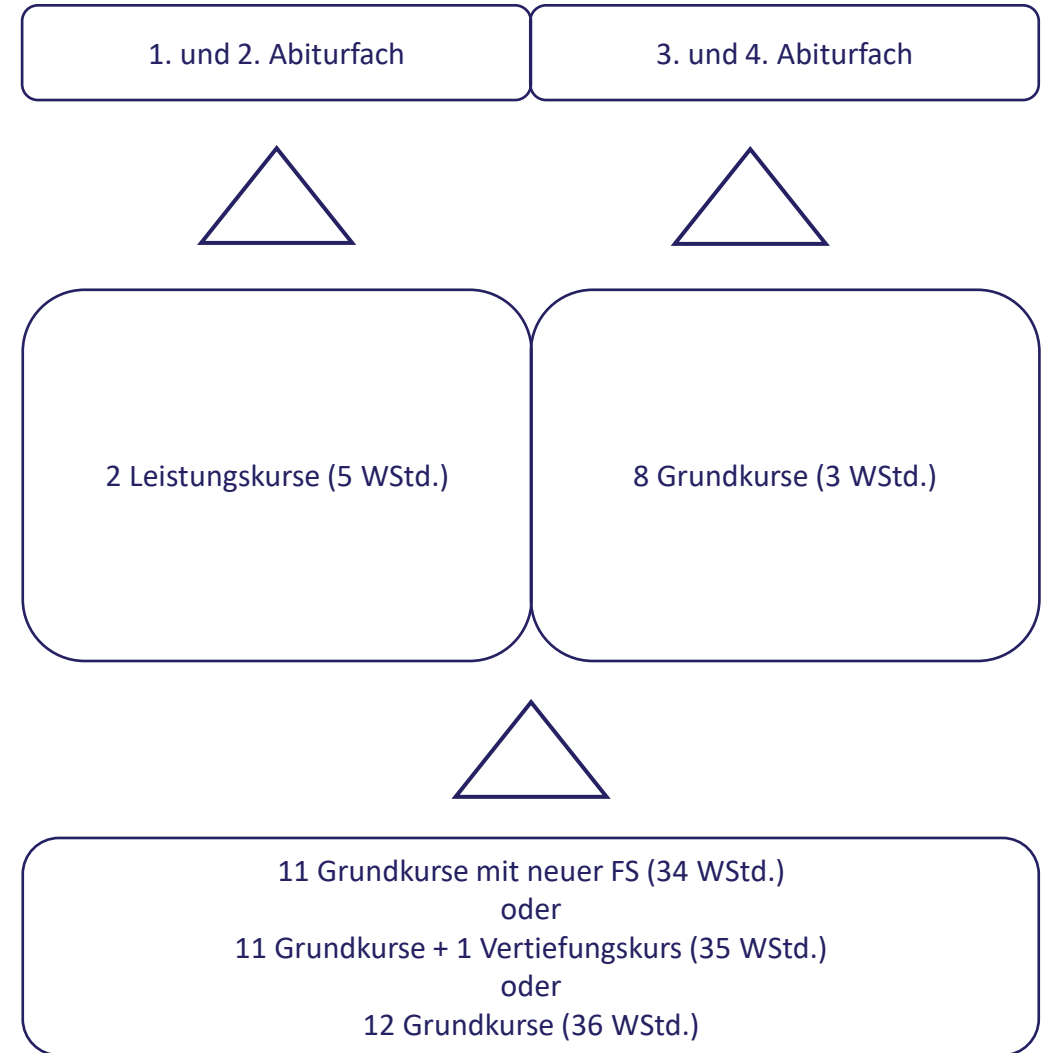 1. und 2. Abiturfach
3. und 4. Abiturfach
2 Leistungskurse (5 WStd.)
8 Grundkurse (3 WStd.)
11 Grundkurse mit neuer FS (34 WStd.)
oder
11 Grundkurse + 1 Vertiefungskurs (35 WStd.)
oder
12 Grundkurse (36 WStd.)